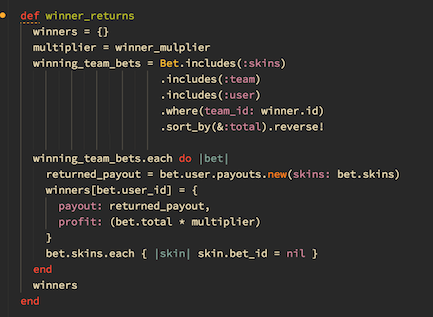 def winner_returns
winners = {}
multiplier = winner_mulplier
winning_team_bets = Bet.includes(:skins)
.includes(:team)
.includes(:user)
.where(team_id: winner.id)
.sort_by(&:total).reverse!
winning_team_bets.each do |bet|
returned_payout = bet.user.payouts.new(skins: bet.skins)
winners[bet.user_id] = {
payout: returned_payout,
profit: (bet.total * multiplier)
}
bet.skins.each { |skin| skin.bet_id = nil }
end
winners
end